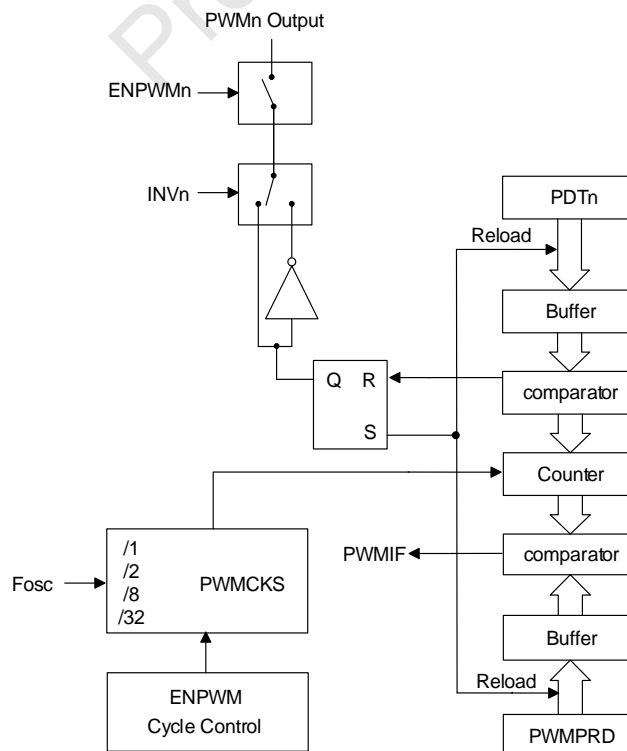 PWMn Output
ENPWMn
INVn
PDTn
Reload
Buffer
Q R
S
comparator
Counter
/1
/2
/8
/32
Fosc
PWMCKS
PWMIF
comparator
Buffer
ENPWM
Cycle Control
Reload
PWMPRD